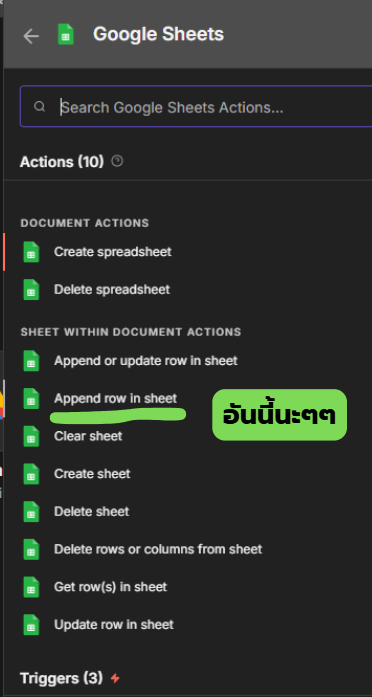 Google Sheets
Search Google Sheets Actions...
Actions (10)
DOCUMENT ACTIONS
Create spreadsheet
Delete spreadsheet
SHEET WITHIN DOCUMENT ACTIONS
Append or update row in sheet
Append row in sheet
อันนี้นะๆๆ
Clear sheet
Create sheet
Delete sheet
Delete rows or columns from sheet
Get row(s) in sheet
Update row in sheet
Triggers (3)